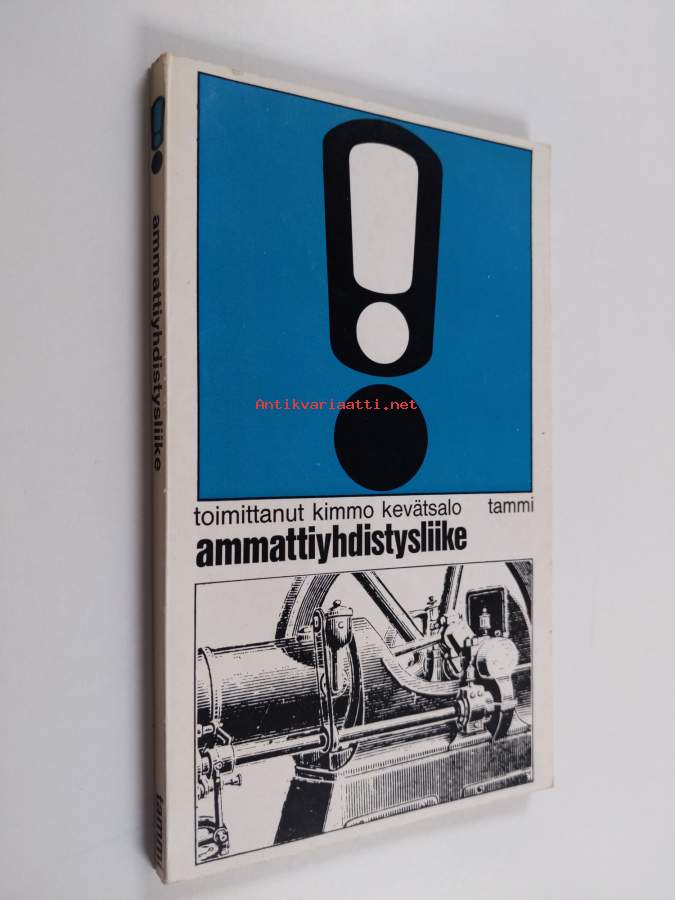 ammattiyhdistysliike
tammi
Antikvariaatti.net
toimittanut kimmo kevätsalo tammi
ammattiyhdistysliike